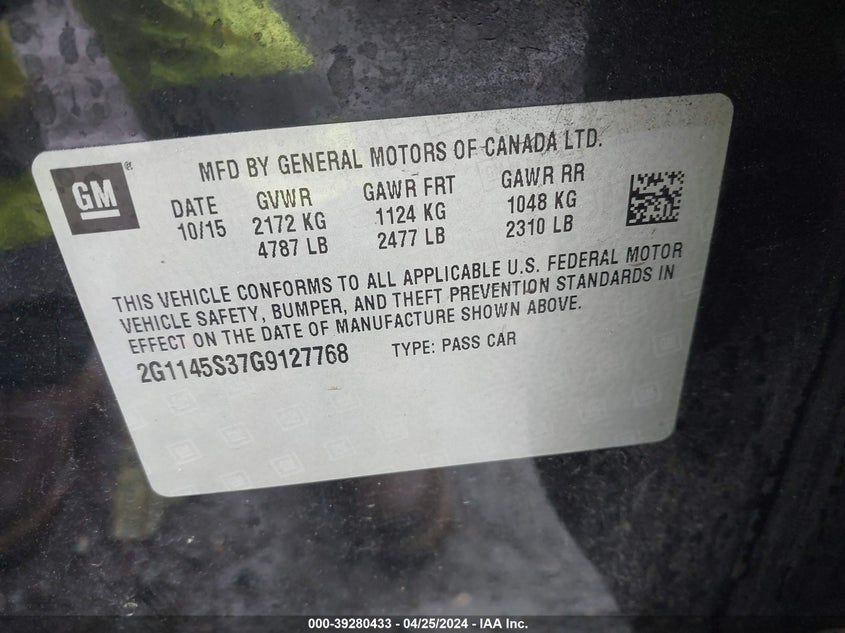 GM ®
MFD BY GENERAL MOTORS OF CANADA LTD.
DATE GVWR GAWR FRT GAWR RR
10/15 2172 KG 1124 KG 1048 KG
4787 LB 2477 LB 2310 LB
THIS VEHICLE CONFORMS TO ALL APPLICABLE U.S. FEDERAL MOTOR
VEHICLE SAFETY, BUMPER, AND THEFT PREVENTION STANDARDS IN
EFFECT ON THE DATE OF MANUFACTURE SHOWN ABOVE.
2G1145S37G9127768 TYPE: PASS CAR
000-39280433 - 04/25/2024 - IAA Inc.